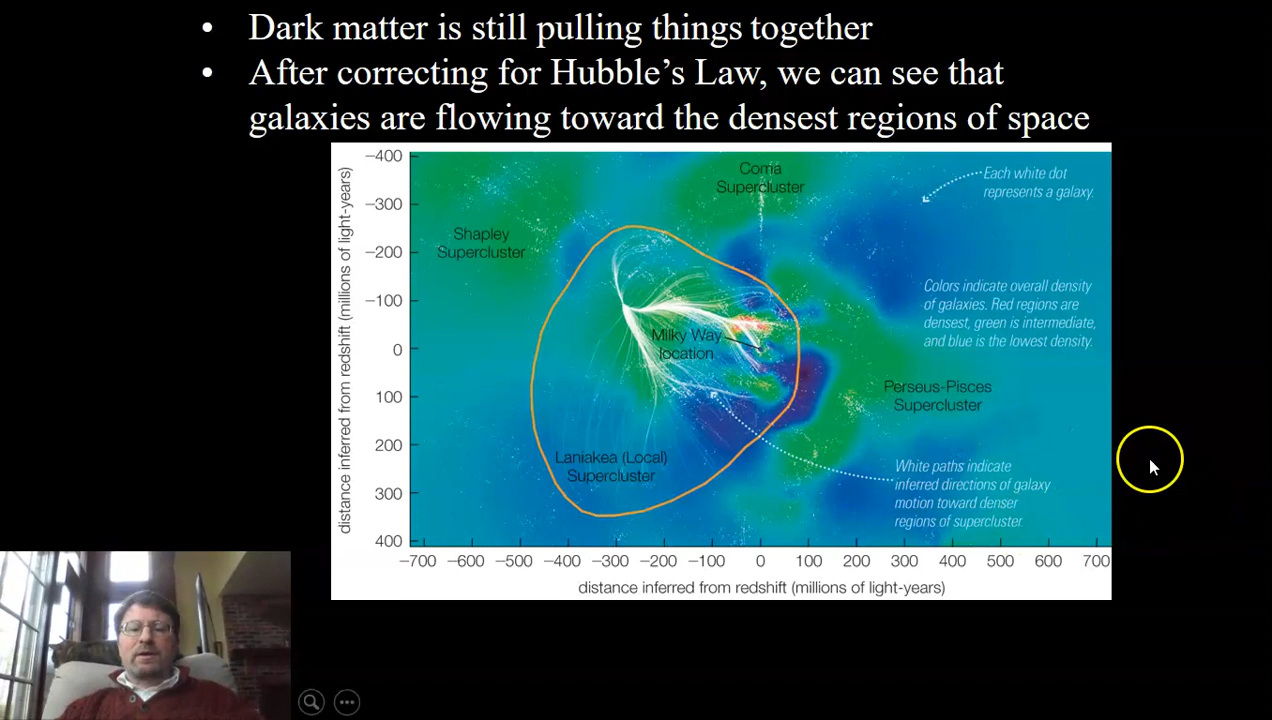 • Dark matter is still pulling things together
• After correcting for Hubble's Law, we can see that
galaxies are flowing toward the densest regions of space
distance inferred from redshift (millions of light-years)
−400
−300
−200
−100
0
100
200
300
400
Coma
Supercluster
Each white dot
represents a galaxy.
Shapley
Supercluster
Colors indicate overall density
of galaxies. Red regions are
densest, green is intermediate,
and blue is the lowest density.
Milky Way
location
Perseus-Pisces
Supercluster
Laniakea (Local)
Supercluster
White paths indicate
inferred directions of galaxy
motion toward denser
regions of supercluster.
−700 −600 −500 −400 −300 −200 −100 0 100 200 300 400 500 600 700
distance inferred from redshift (millions of light-years)